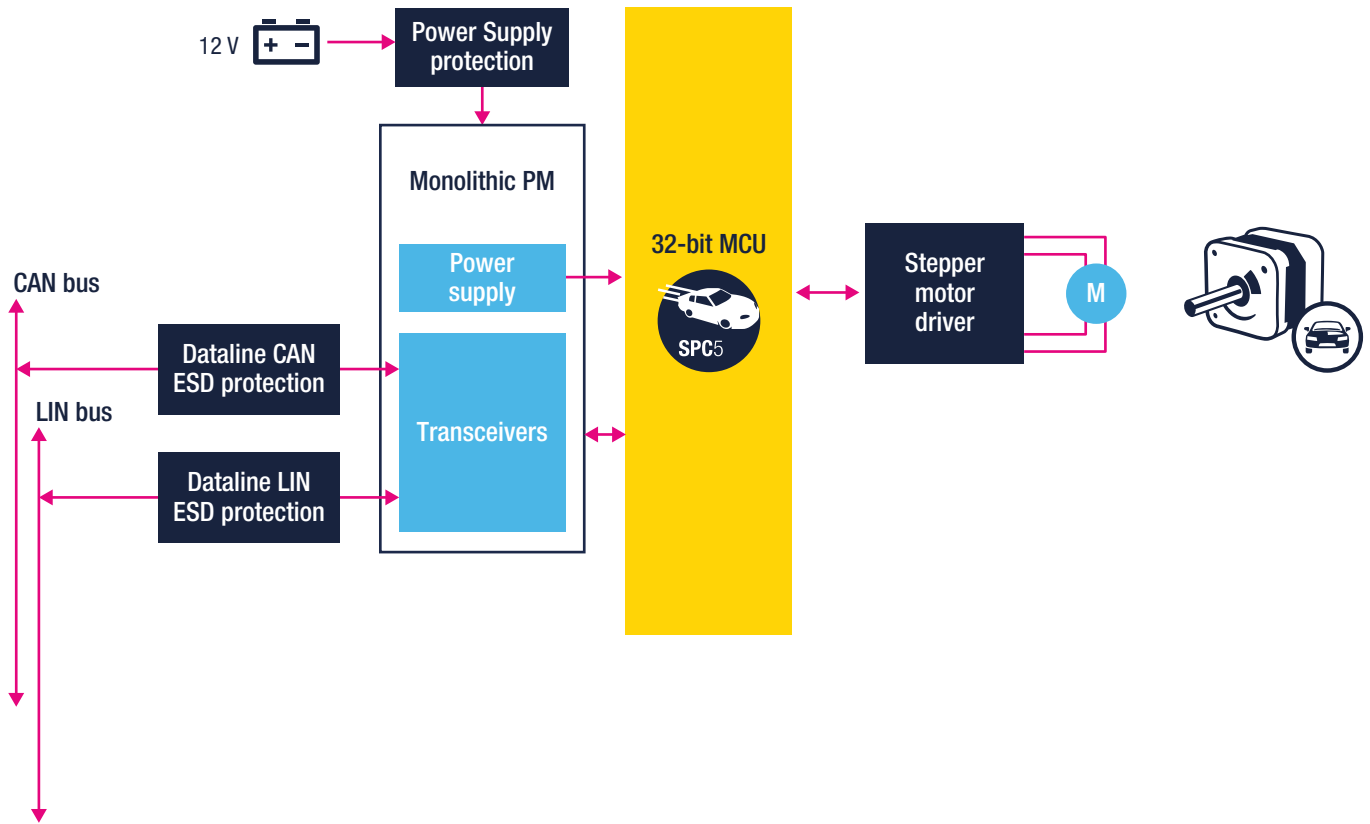 12 V
+ −
Power Supply
protection
Monolithic PM
Power
supply
Transceivers
CAN bus
Dataline CAN
ESD protection
LIN bus
Dataline LIN
ESD protection
32-bit MCU
SPC5
Stepper
motor
driver
M